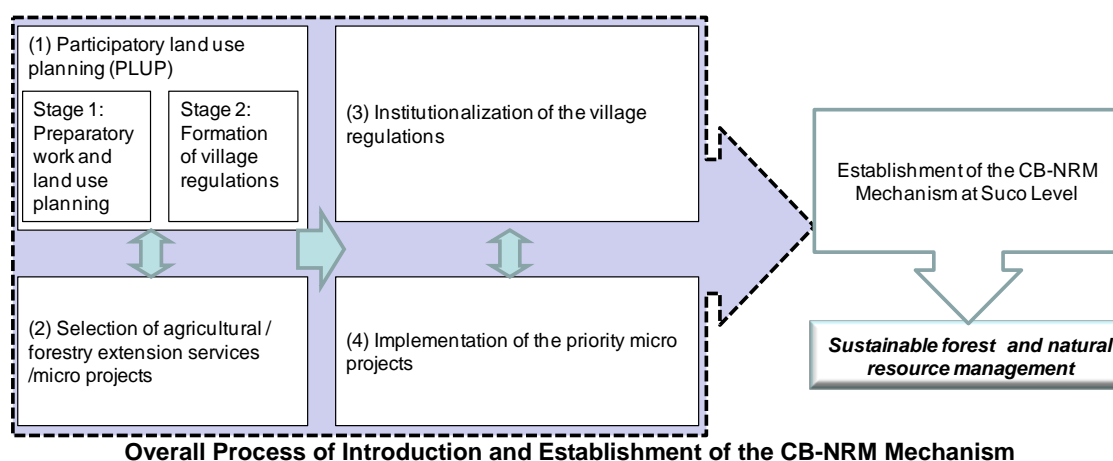 (1) Participatory land use
planning (PLUP)
Stage 1:
Preparatory
work and
land use
planning
Stage 2:
Formation
of village
regulations
(3) Institutionalization of the village
regulations
(2) Selection of agricultural /
forestry extension services
/micro projects
(4) Implementation of the priority micro
projects
Establishment of the CB-NRM
Mechanism at Suco Level
Sustainable forest and natural
resource management
Overall Process of Introduction and Establishment of the CB-NRM Mechanism